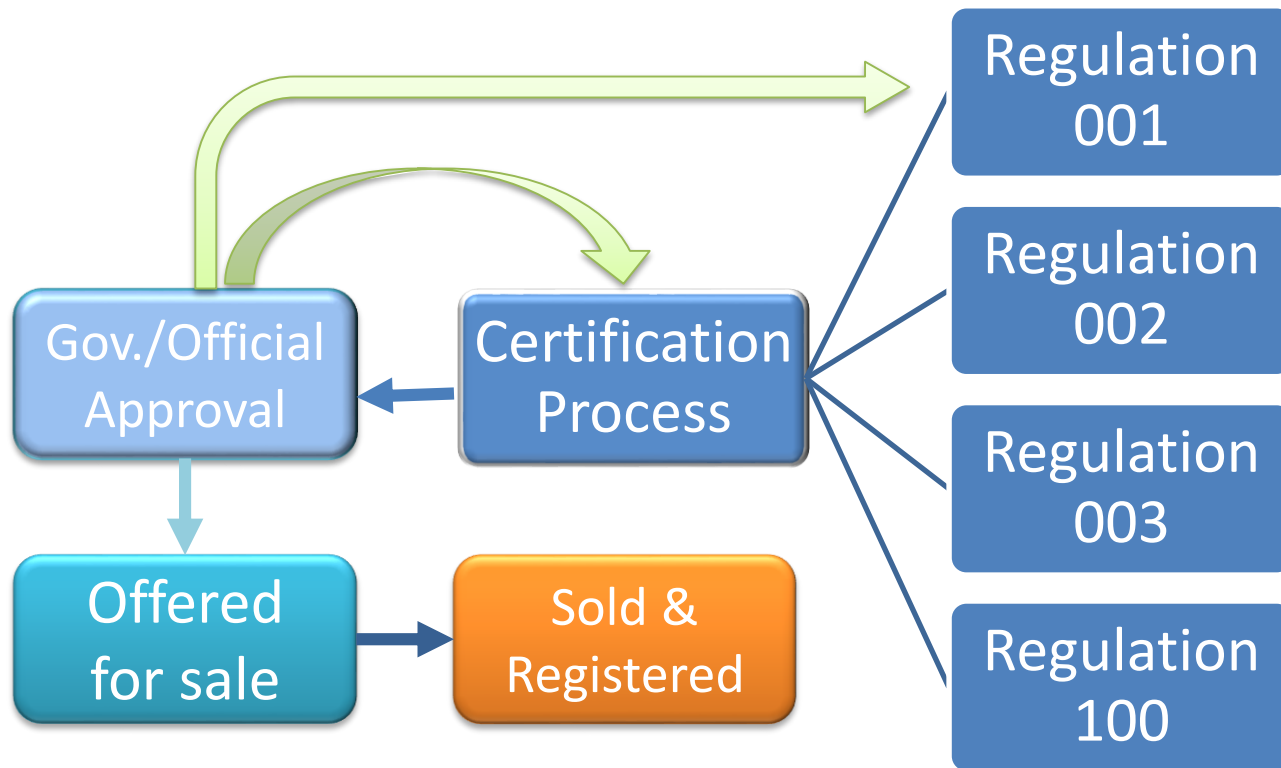 Regulation
001
Regulation
002
Gov./Official
Approval
Certification
Process
Regulation
003
Offered
for sale
Sold &
Registered
Regulation
100